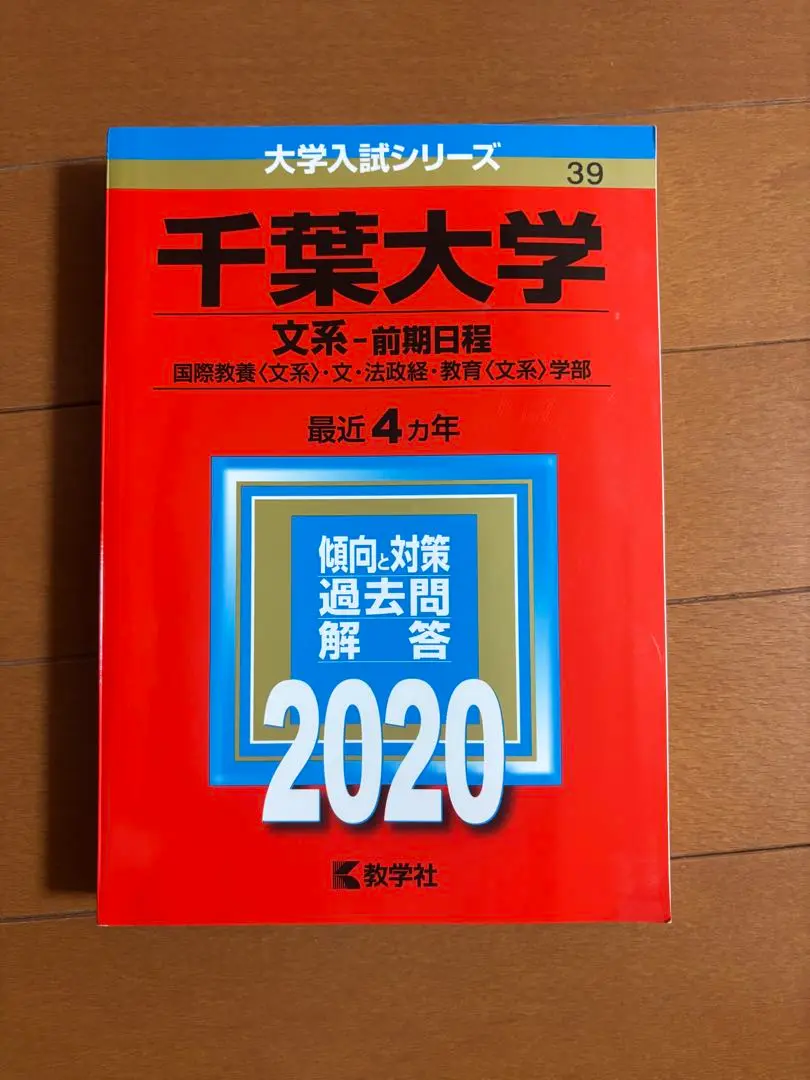 大学入試シリーズ
39
千葉大学
文系-前期日程
国際教養〈文系〉・文・法政経・教育〈文系〉学部
最近4カ年
傾向と対策
過去問
解答
2020
教学社